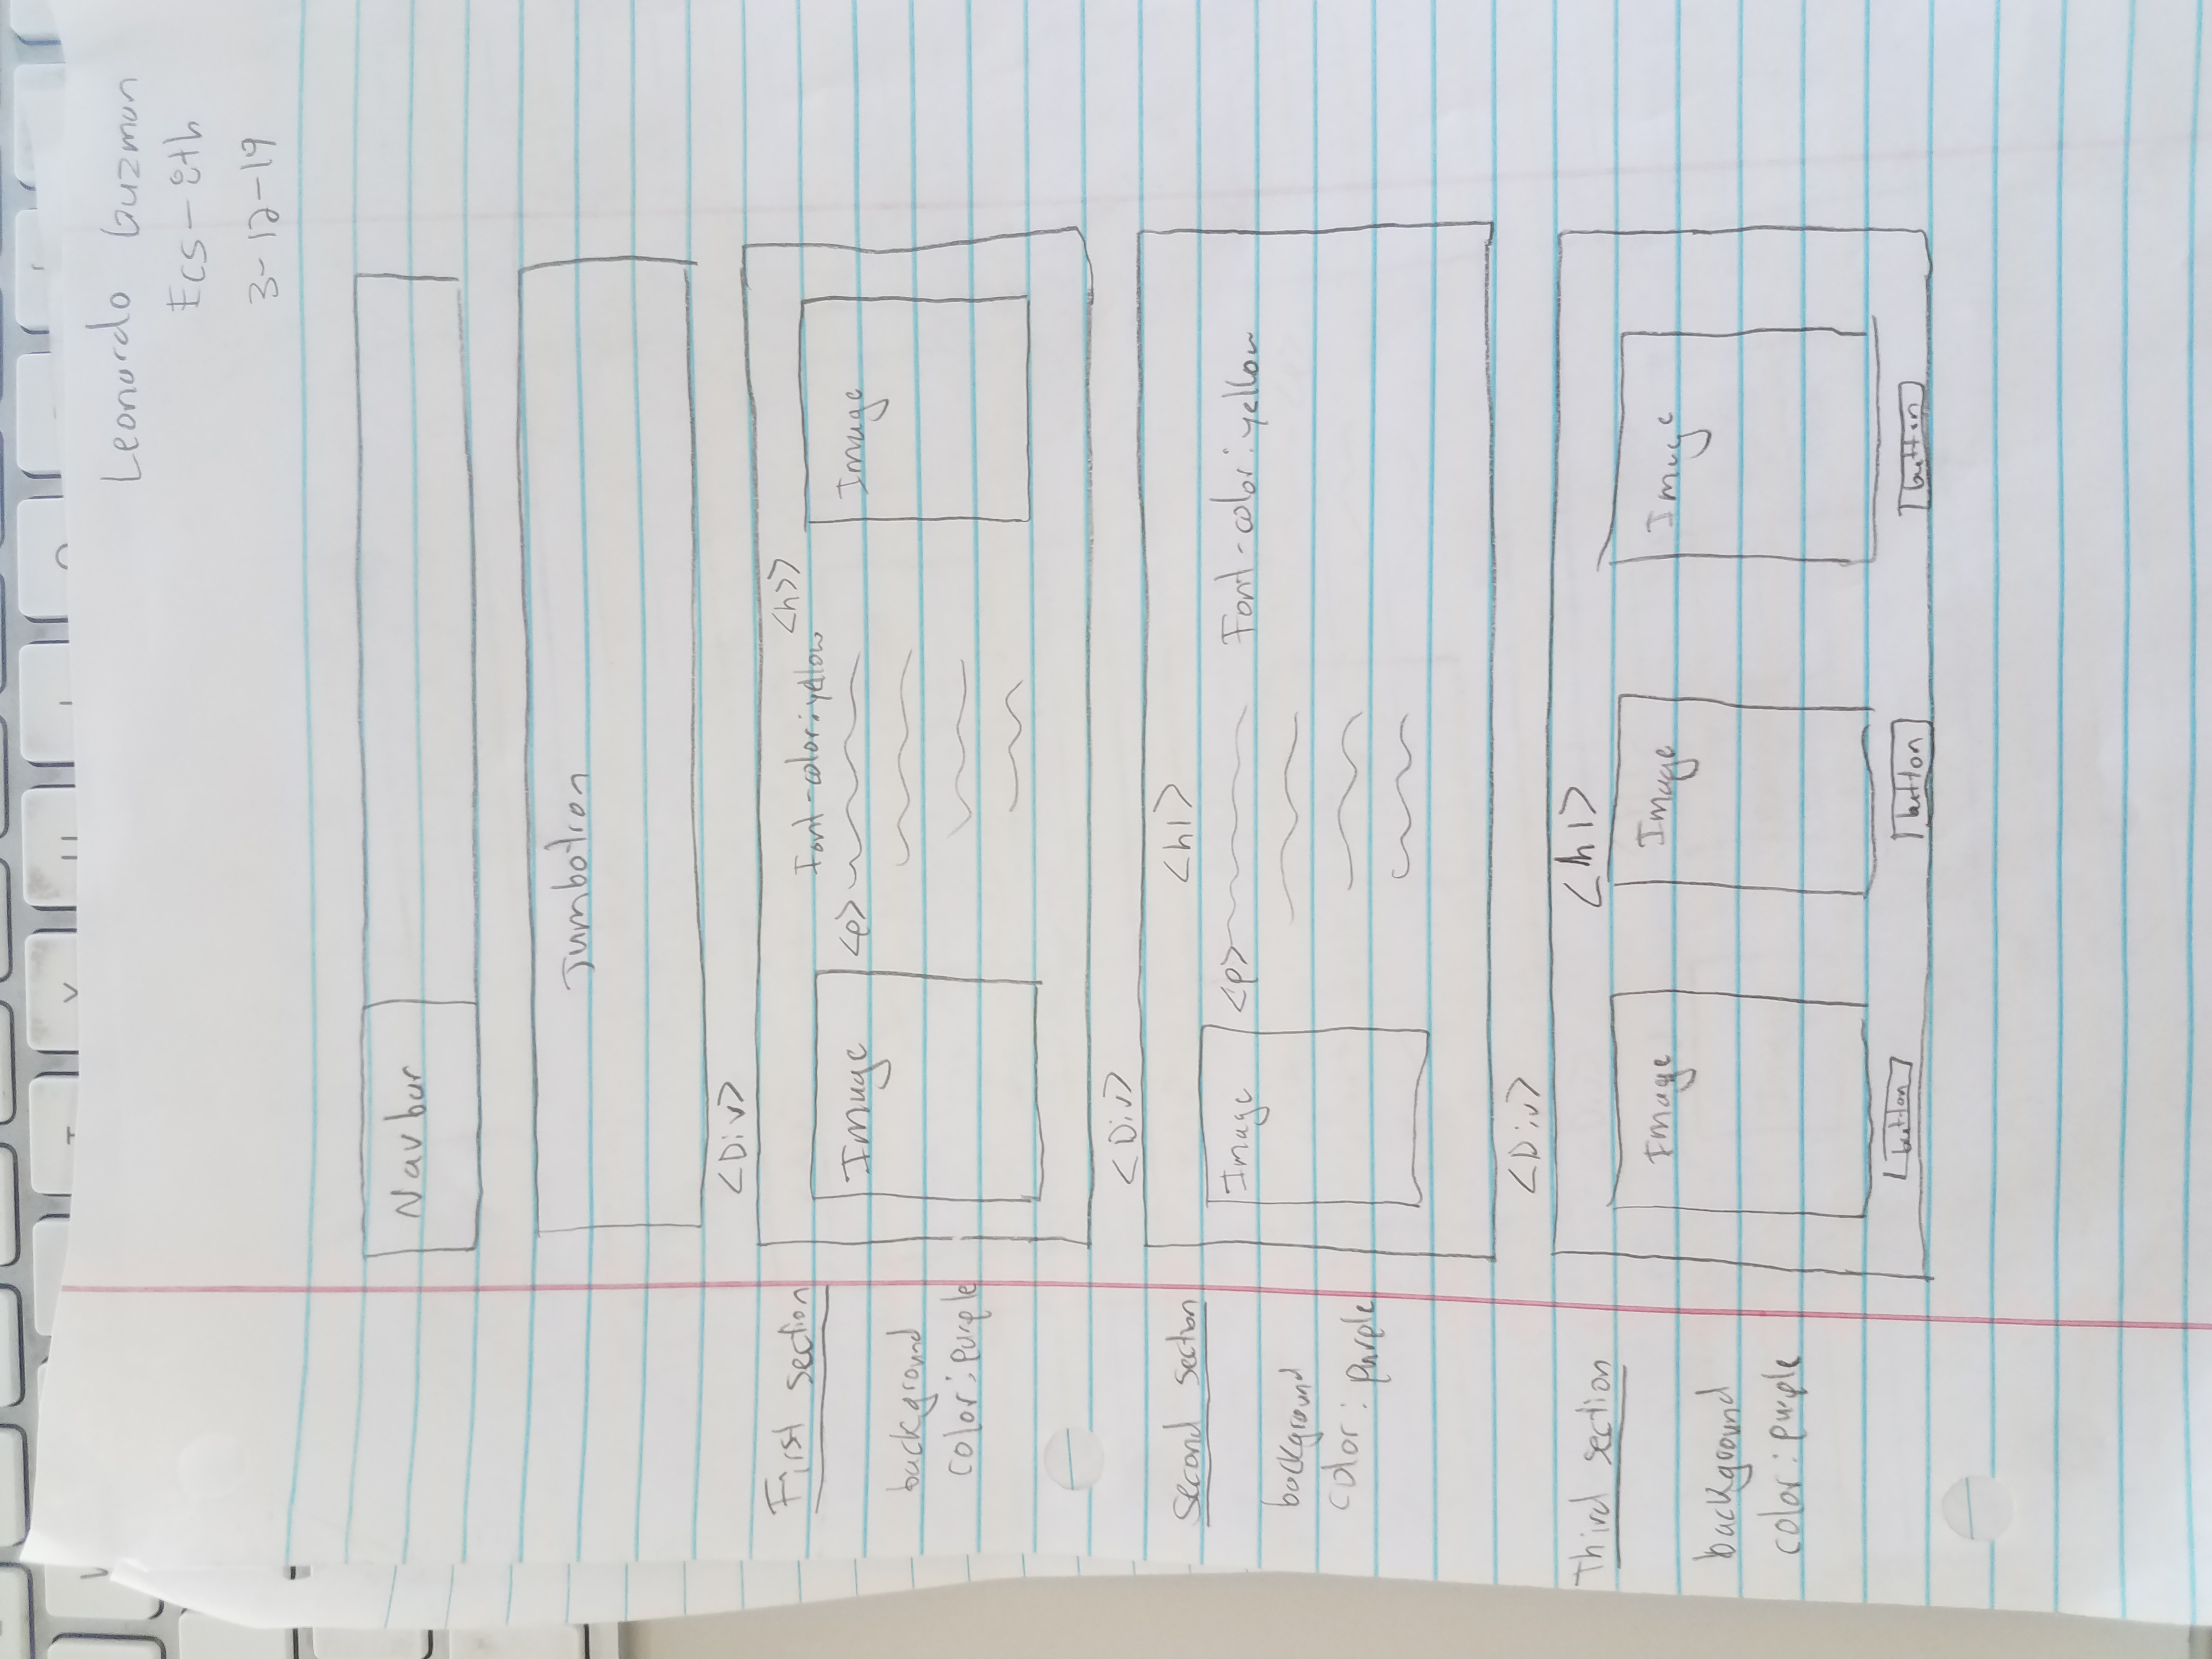 Leonardo Guzman
Ecs-8th
3-12-19
Navbar
Jumbotron
<Div>
First section
<h>>
Font-color:yellow
Image
<p>
Image
background
color:purple
<Div>
second section
<h1>
Image
<p>
Font-color:yellow
background
color:purple
<Div>
Third section
<h1>
Image Image Image
background
color:purple
button button button